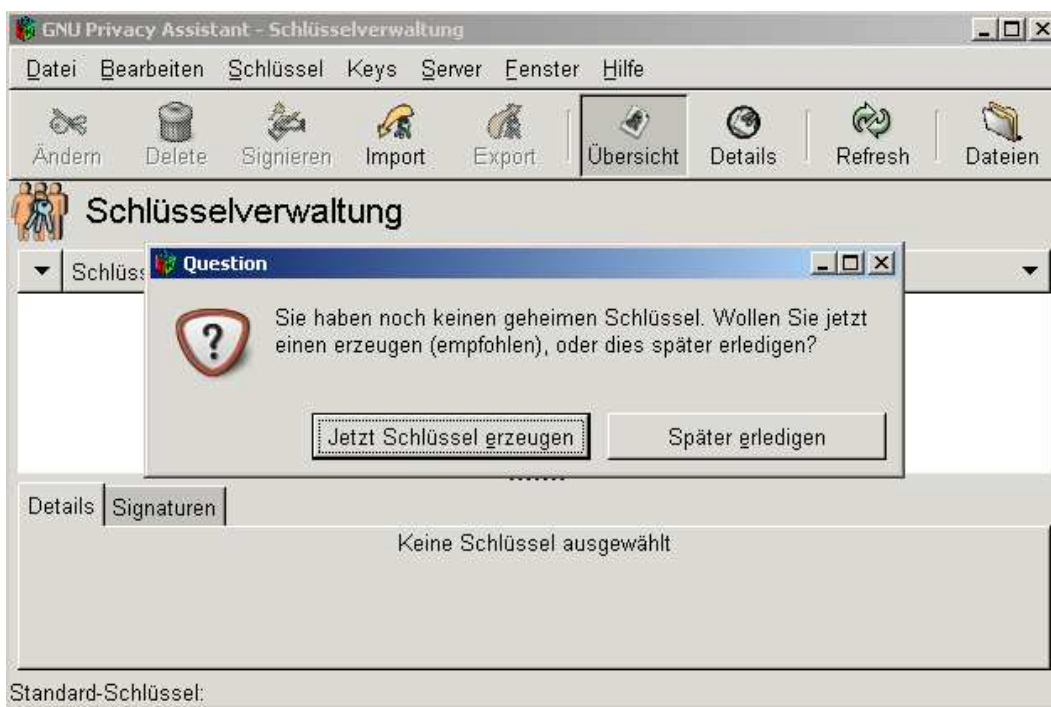 GNU Privacy Assistant - Schlüsselverwaltung
Datei Bearbeiten Schlüssel Keys Server Fenster Hilfe
Ändern Delete Signieren Import Export Übersicht Details Refresh Dateien
Schlüsselverwaltung
Question
Sie haben noch keinen geheimen Schlüssel. Wollen Sie jetzt
einen erzeugen (empfohlen), oder dies später erledigen?
Jetzt Schlüssel erzeugen Später erledigen
Details Signaturen
Keine Schlüssel ausgewählt
Standard-Schlüssel: